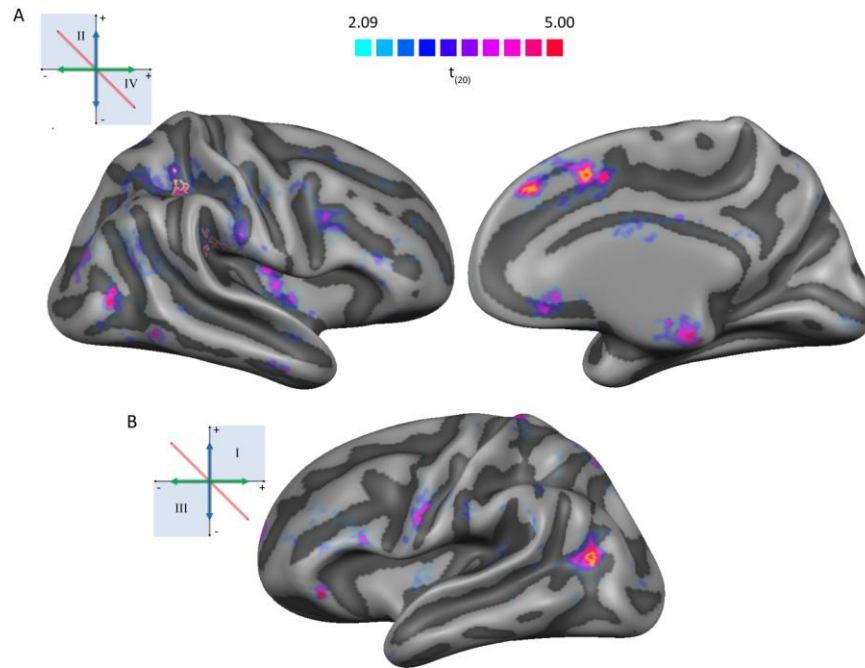 A
+
II
-
+
IV
-
2.09
5.00
t(20)
B
+
I
-
+
III
-